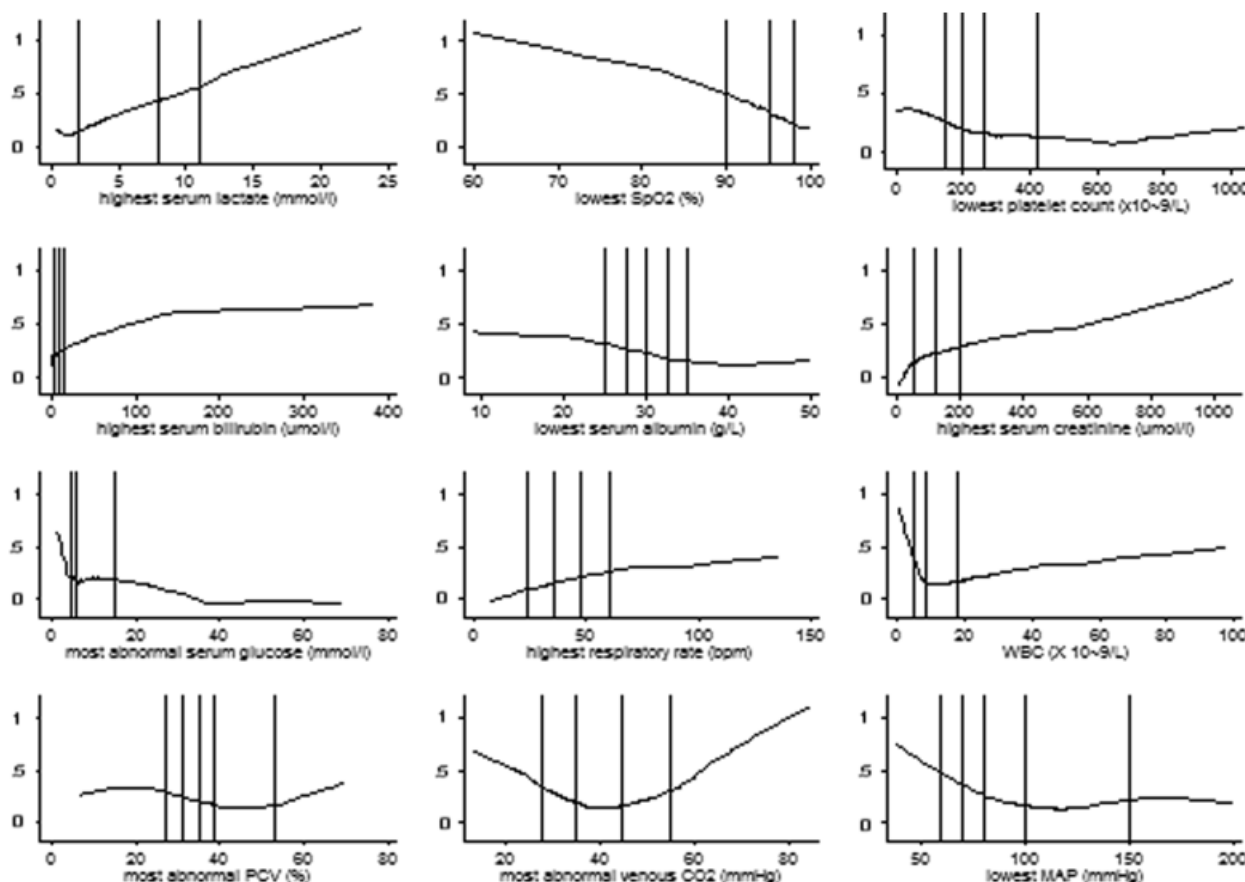 1
.5
0
0 5 10 15 20 25
highest serum lactate (mmol/l)
1
.5
0
60 70 80 90 100
lowest SpO2 (%)
1
.5
0
0 200 400 600 800 1000
lowest platelet count (x10~9/L)
1
.5
0
0 100 200 300 400
highest serum bilirubin (umol/l)
1
.5
0
10 20 30 40 50
lowest serum albumin (g/L)
1
.5
0
0 200 400 600 800 1000
highest serum creatinine (umol/l)
1
.5
0
0 20 40 60 80
most abnormal serum glucose (mmol/l)
1
.5
0
0 50 100 150
highest respiratory rate (bpm)
1
.5
0
0 20 40 60 80 100
WBC (X 10~9/L)
1
.5
0
0 20 40 60 80
most abnormal PCV (%)
1
.5
0
20 40 60 80
most abnormal venous CO2 (mmHg)
1
.5
0
50 100 150 200
lowest MAP (mmHg)